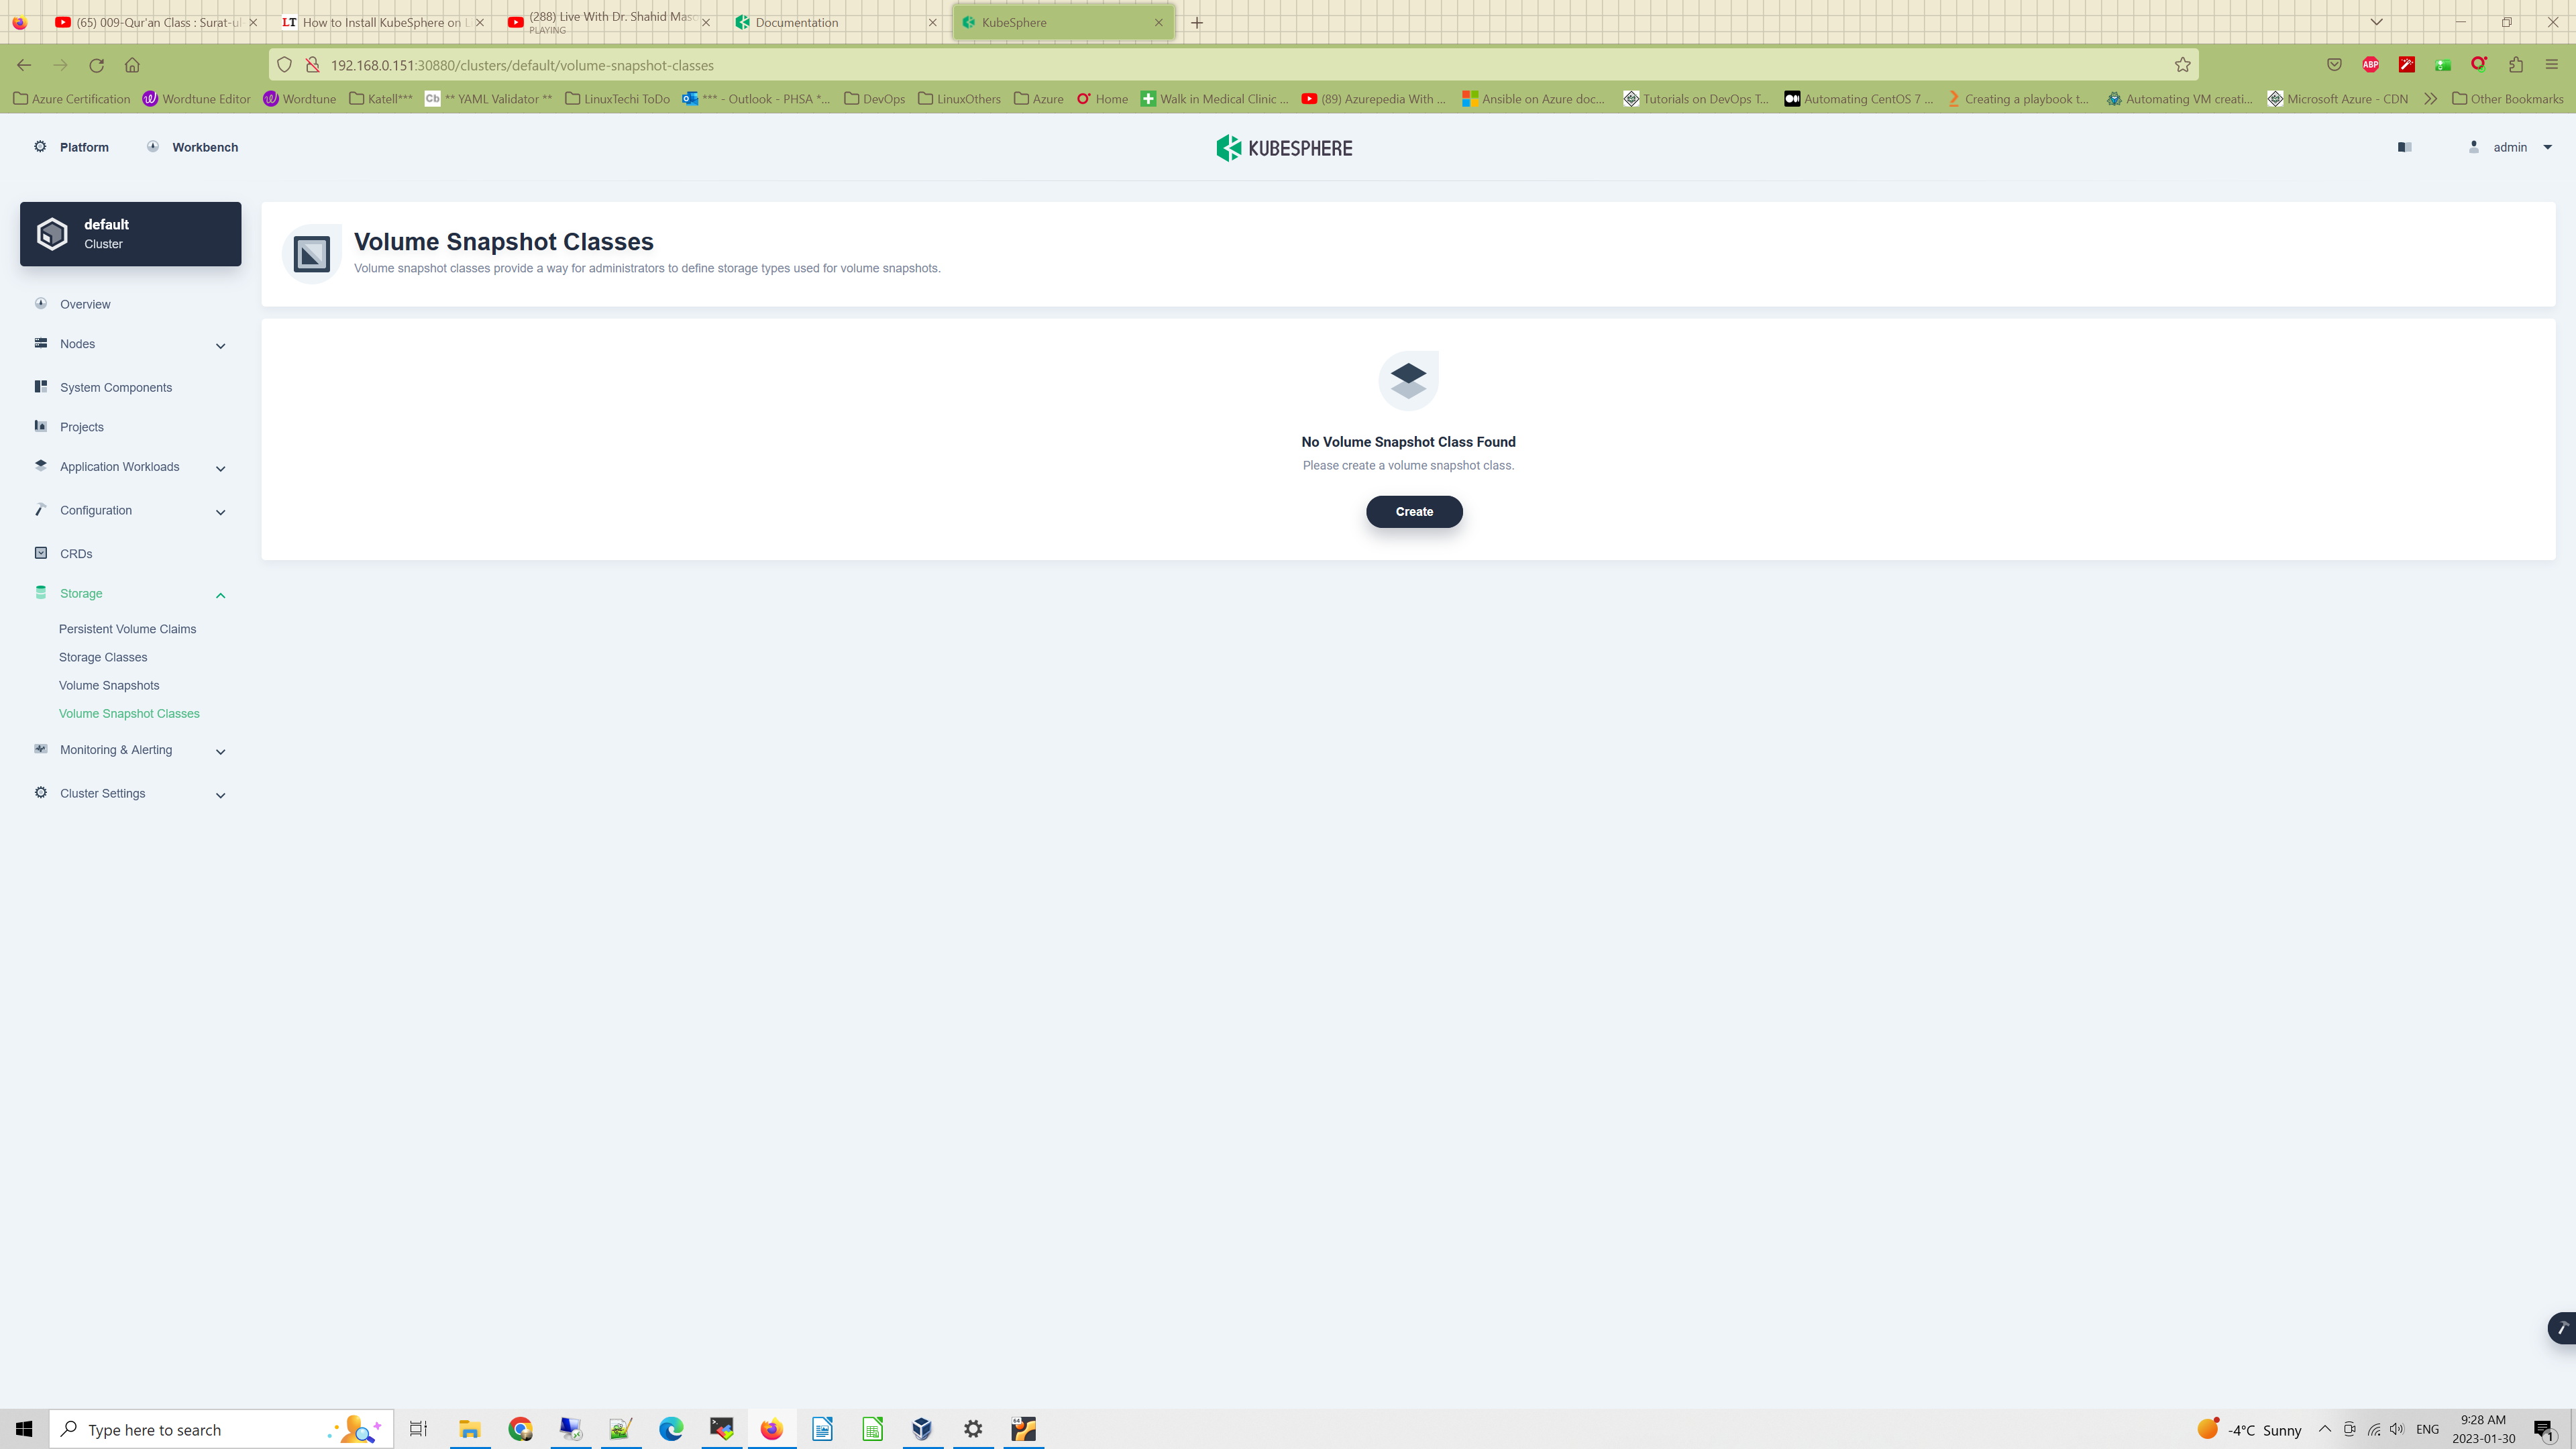 (65) 009-Qur'an Class : Surat-ul
LT How to Install KubeSphere on L
(288) Live With Dr. Shahid Maso
PLAYING
Documentation
KubeSphere
192.168.0.151:30880/clusters/default/volume-snapshot-classes
ABP
Azure Certification
Wordtune Editor
Wordtune
Katell***
Cb ** YAML Validator **
LinuxTechi ToDo
*** - Outlook - PHSA *...
DevOps
LinuxOthers
Azure
Home
Walk in Medical Clinic ...
(89) Azurepedia With ...
Ansible on Azure doc...
Tutorials on DevOps T...
Automating CentOS 7 ...
Creating a playbook t...
Automating VM creati...
Microsoft Azure - CDN
Other Bookmarks
Platform
Workbench
KUBESPHERE
admin
default
Cluster
Volume Snapshot Classes
Volume snapshot classes provide a way for administrators to define storage types used for volume snapshots.
Overview
Nodes
System Components
Projects
Application Workloads
Configuration
CRDs
Storage
Persistent Volume Claims
Storage Classes
Volume Snapshots
Volume Snapshot Classes
Monitoring & Alerting
Cluster Settings
No Volume Snapshot Class Found
Please create a volume snapshot class.
Create
Type here to search
64
-4°C Sunny
ENG
9:28 AM
2023-01-30
1